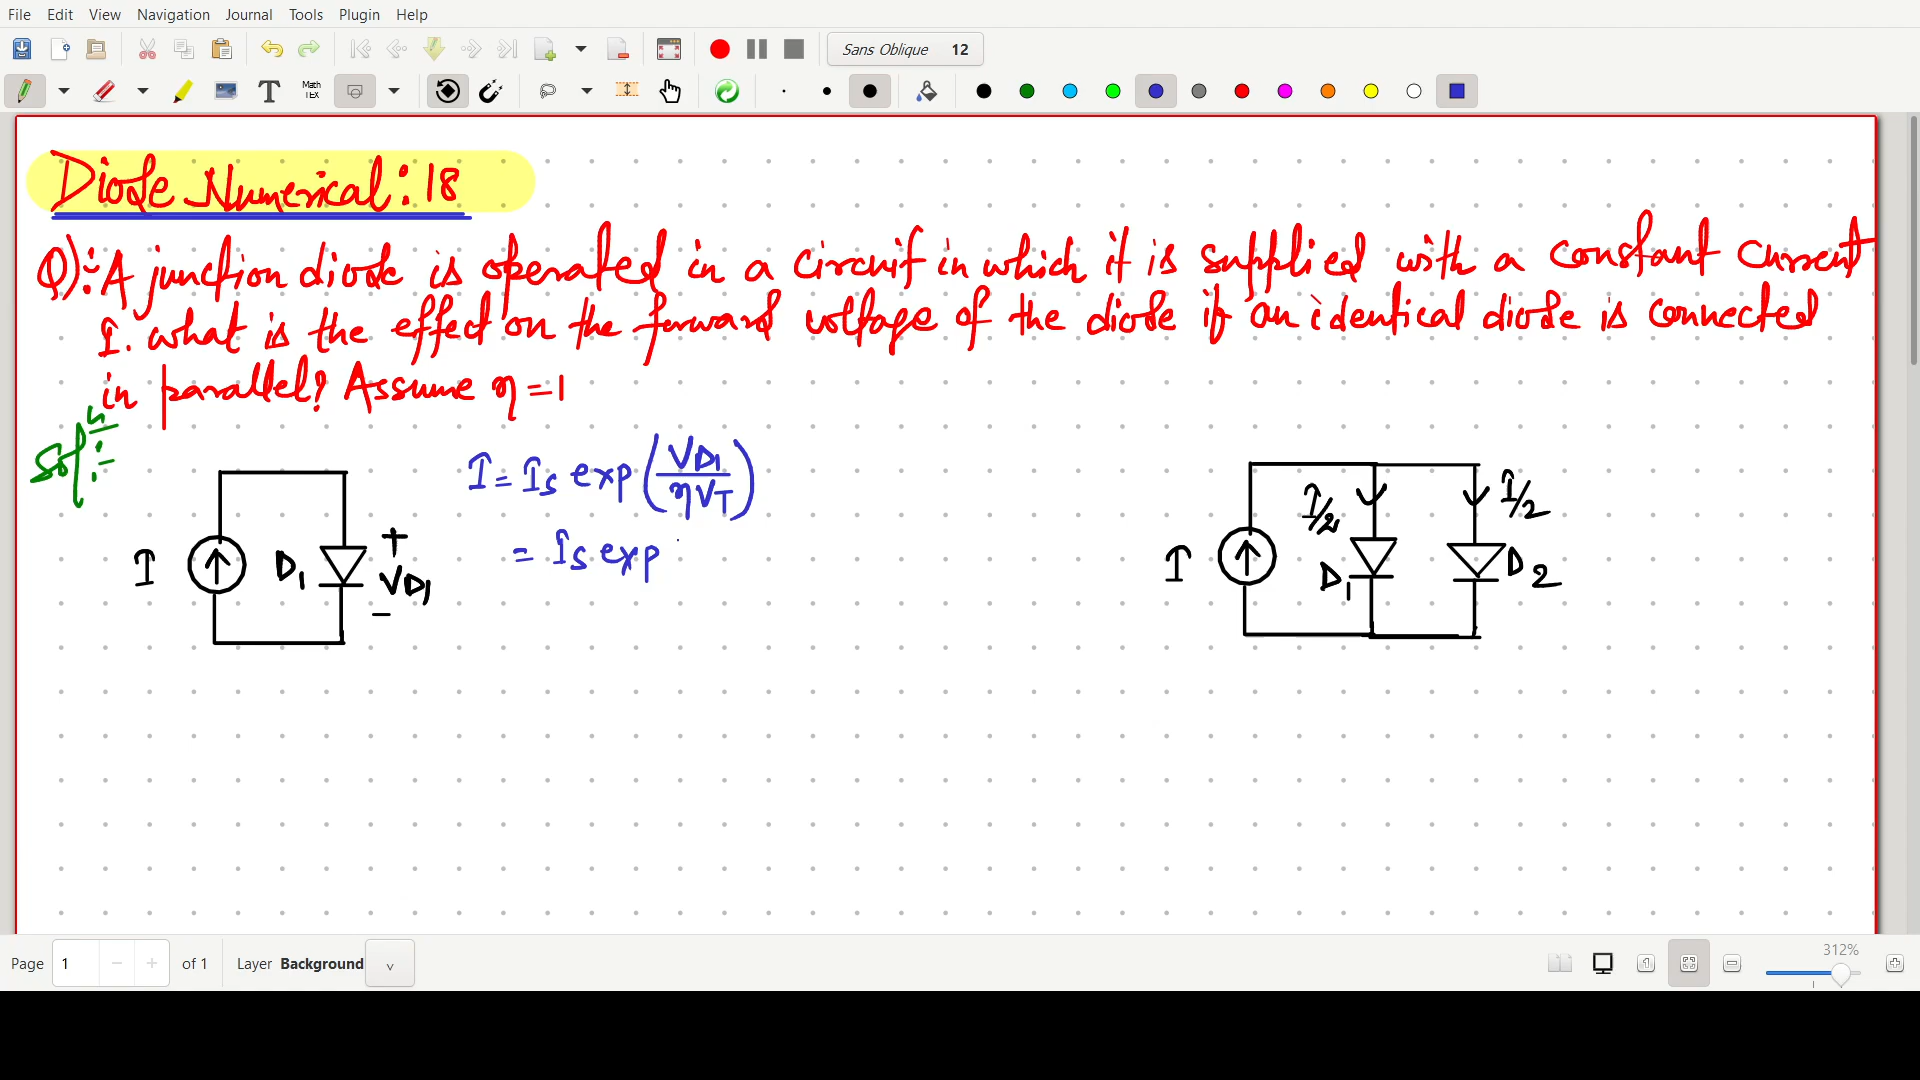 File Edit View Navigation Journal Tools Plugin Help
Sans Oblique 12
T Math TEX
Diode Numerical: 18
Q):- A junction diode is operated in a circuit in which it is supplied with a constant current
I. what is the effect on the forward voltage of the diode if an identical diode is connected
in parallel? Assume η = 1
Solⁿ:-
I = Is exp(VD1/ηVT)
= Is exp
I D1 + VD1 -
I I/2 D1 I/2 D2
Page 1 of 1 Layer Background 312%